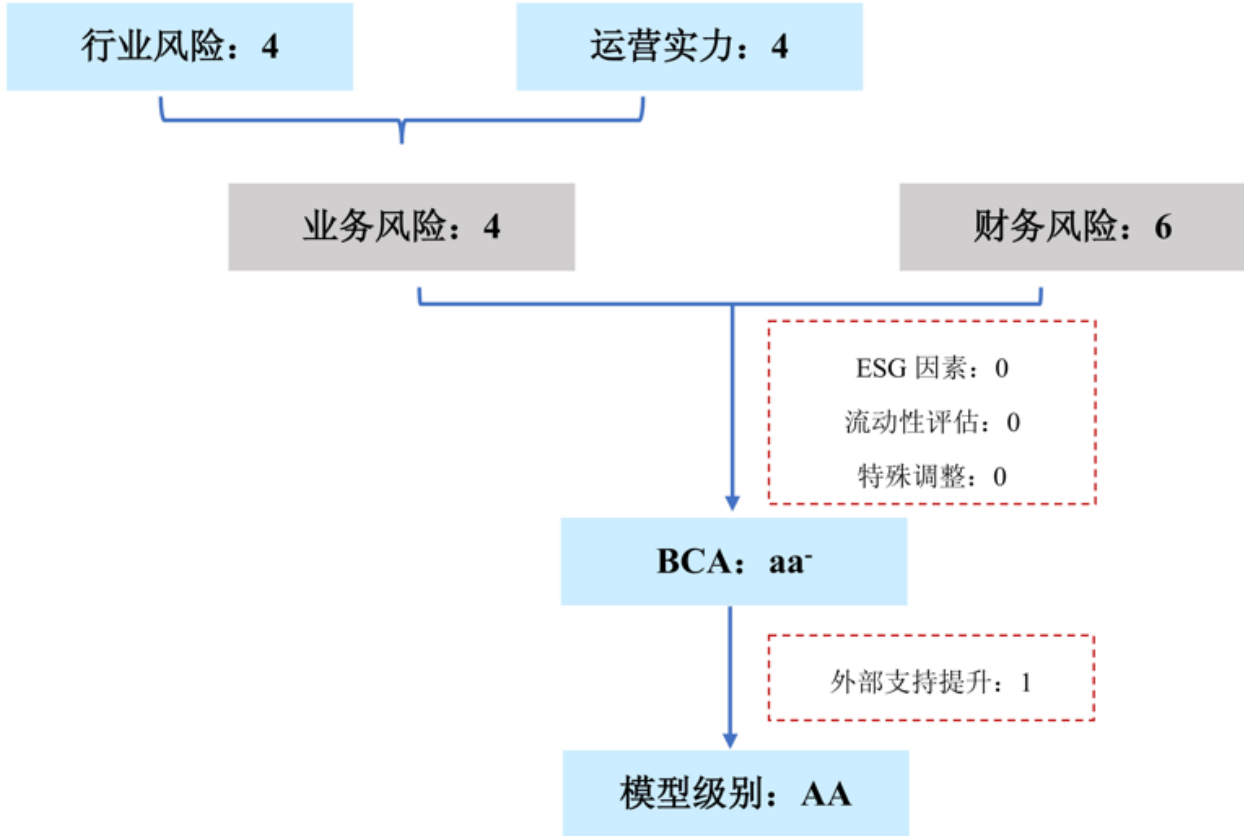 行业风险：4
运营实力：4
业务风险：4
财务风险：6
ESG 因素：0
流动性评估：0
特殊调整：0
BCA：aa⁻
外部支持提升：1
模型级别：AA